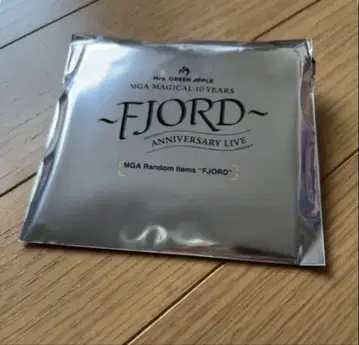 Mrs. GREEN APPLE
MGA MAGICAL 10 YEARS
~FJORD~
ANNIVERSARY LIVE
[MGA Random Items "FJORD"]